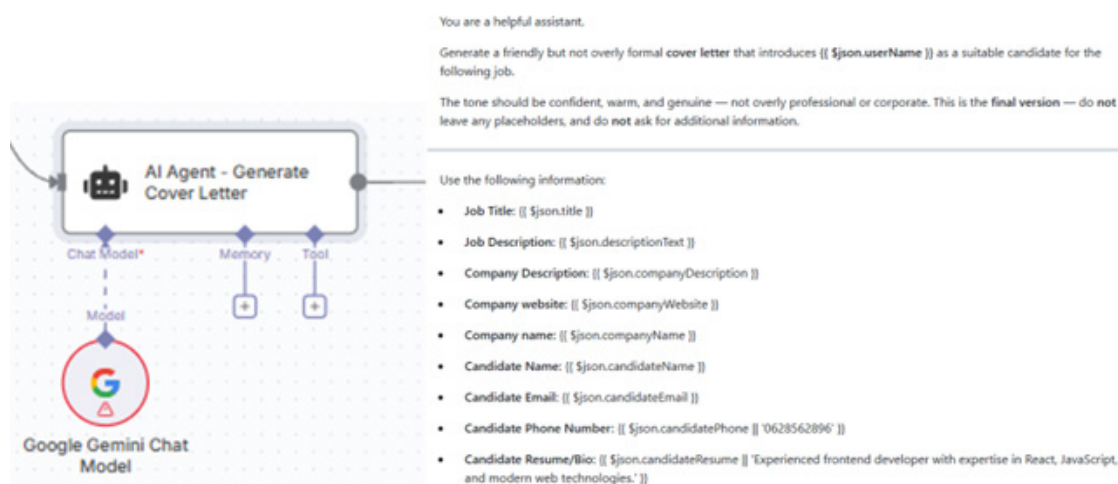 AI Agent - Generate
Cover Letter
Chat Model*
Memory
Tool
+
+
Model
G
Google Gemini Chat
Model
You are a helpful assistant.
Generate a friendly but not overly formal cover letter that introduces {{ $json.userName }} as a suitable candidate for the
following job.
The tone should be confident, warm, and genuine — not overly professional or corporate. This is the final version — do not
leave any placeholders, and do not ask for additional information.
Use the following information:
• Job Title: {{ $json.title }}
• Job Description: {{ $json.descriptionText }}
• Company Description: {{ $json.companyDescription }}
• Company website: {{ $json.companyWebsite }}
• Company name: {{ $json.companyName }}
• Candidate Name: {{ $json.candidateName }}
• Candidate Email: {{ $json.candidateEmail }}
• Candidate Phone Number: {{ $json.candidatePhone || '0628562896' }}
• Candidate Resume/Bio: {{ $json.candidateResume || 'Experienced frontend developer with expertise in React, JavaScript,
and modern web technologies.' }}